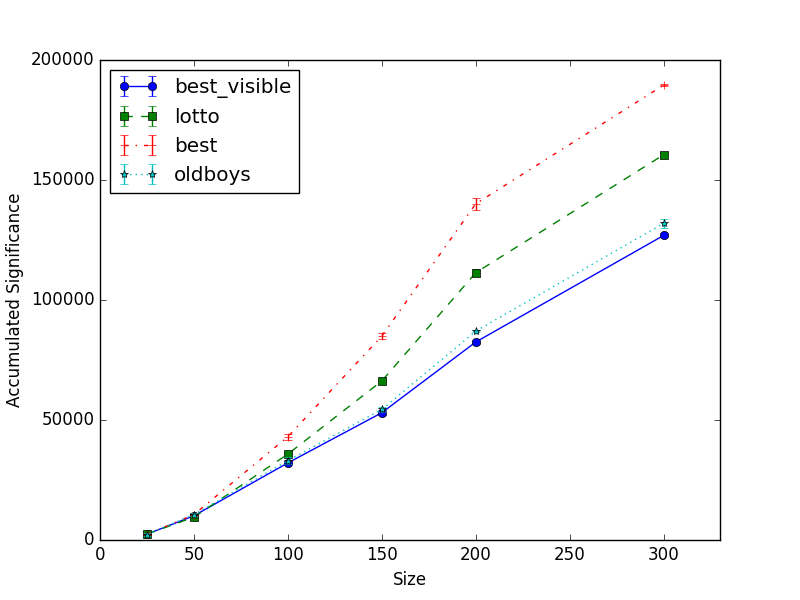 200000
150000
100000
50000
0
Accumulated Significance
best_visible
lotto
best
oldboys
0 50 100 150 200 250 300
Size